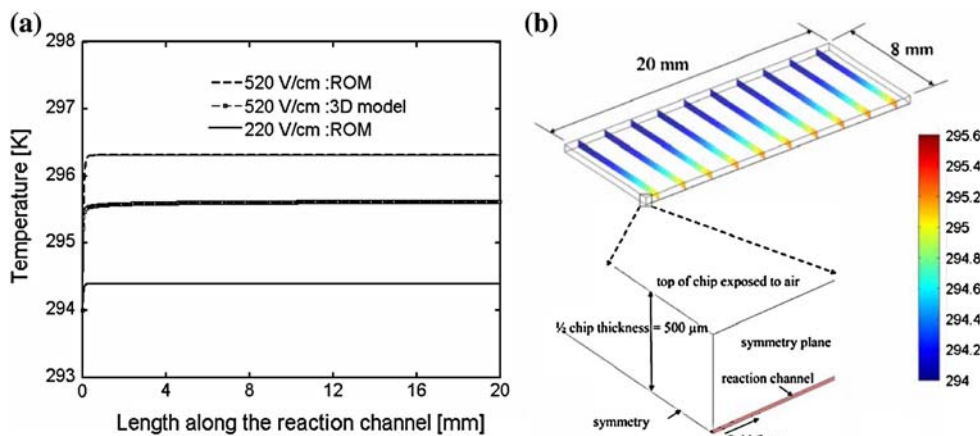 (a)
298
297
296
295
294
293
Temperature [K]
520 V/cm :ROM
520 V/cm :3D model
220 V/cm :ROM
0.0
4
8
12
16
20
Length along the reaction channel [mm]
(b)
20 mm
8 mm
top of chip exposed to air
½ chip thickness = 500 µm
symmetry plane
reaction channel
symmetry
295.6
295.4
295.2
295
294.8
294.6
294.4
294.2
294